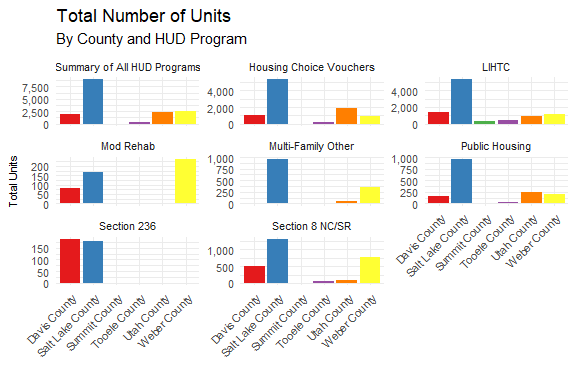 Total Number of Units
By County and HUD Program
Summary of All HUD Programs
Housing Choice Vouchers
LIHTC
7,500
5,000
2,500
0
4,000
2,000
0
4,000
2,000
0
Mod Rehab
Multi-Family Other
Public Housing
Total Units
200
150
100
50
0
1,000
750
500
250
0
1,000
750
500
250
0
Section 236
Section 8 NC/SR
150
100
50
0
1,000
500
0
Davis County
Salt Lake County
Summit County
Tooele County
Utah County
Weber County
Davis County
Salt Lake County
Summit County
Tooele County
Utah County
Weber County
Davis County
Salt Lake County
Summit County
Tooele County
Utah County
Weber County